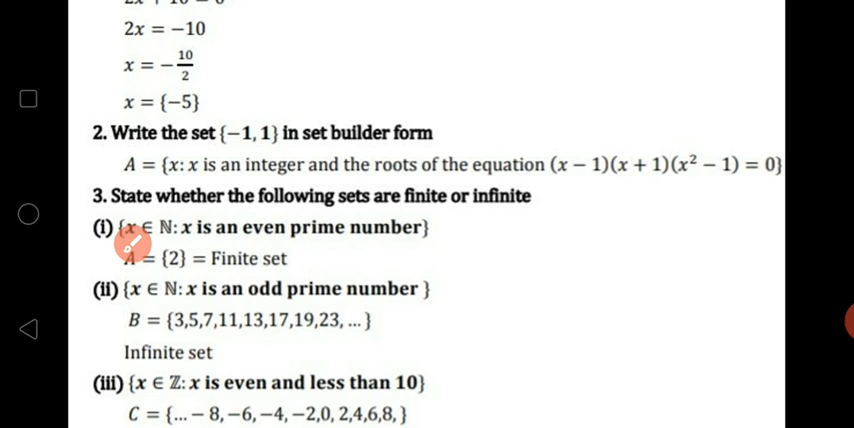 2x = −10
x = −10/2
x = {−5}
2. Write the set {−1, 1} in set builder form
A = {x: x is an integer and the roots of the equation (x − 1)(x + 1)(x² − 1) = 0}
3. State whether the following sets are finite or infinite
(i) {x ∈ ℕ: x is an even prime number}
A = {2} = Finite set
(ii) {x ∈ ℕ: x is an odd prime number }
B = {3,5,7,11,13,17,19,23, ... }
Infinite set
(iii) {x ∈ ℤ: x is even and less than 10}
C = {... − 8, −6, −4, −2,0, 2,4,6,8, }